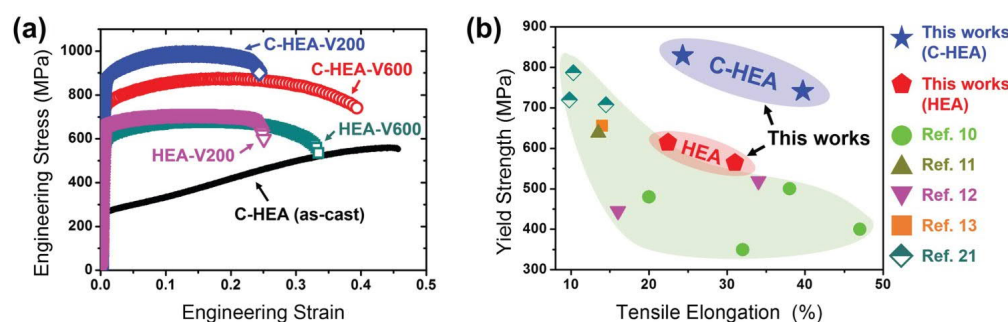 (a)
Engineering Stress (MPa)
1000
800
600
400
200
0
0.0 0.1 0.2 0.3 0.4 0.5
Engineering Strain
C-HEA-V200
C-HEA-V600
HEA-V600
HEA-V200
C-HEA (as-cast)
(b)
Yield Strength (MPa)
900
800
700
600
500
400
300
10 20 30 40 50
Tensile Elongation (%)
C-HEA
This works
HEA
This works
(C-HEA)
This works
(HEA)
Ref. 10
Ref. 11
Ref. 12
Ref. 13
Ref. 21